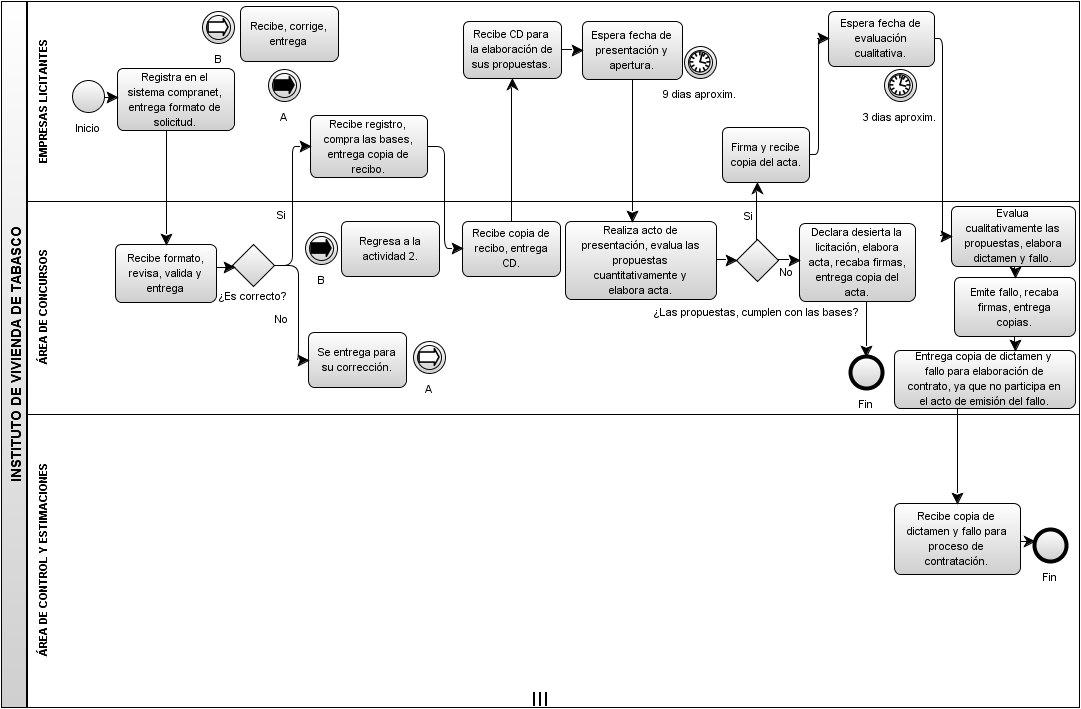 INSTITUTO DE VIVIENDA DE TABASCO
EMPRESAS LICITANTES
Inicio
Registra en el
sistema compranet,
entrega formato de
solicitud.
B
Recibe, corrige,
entrega
A
Recibe registro,
compra las bases,
entrega copia de
recibo.
Recibe CD para
la elaboración de
sus propuestas.
Espera fecha de
presentación y
apertura.
9 dias aproxim.
Firma y recibe
copia del acta.
Espera fecha de
evaluación
cualitativa.
3 dias aproxim.
ÁREA DE CONCURSOS
Recibe formato,
revisa, valida y
entrega
¿Es correcto?
Si
No
B
Regresa a la
actividad 2.
Se entrega para
su corrección.
A
Recibe copia de
recibo, entrega
CD.
Realiza acto de
presentación, evalua las
propuestas
cuantitativamente y
elabora acta.
Si
No
¿Las propuestas, cumplen con las bases?
Declara desierta la
licitación, elabora
acta, recaba firmas,
entrega copia del
acta.
Fin
Evalua
cualitativamente las
propuestas, elabora
dictamen y fallo.
Emite fallo, recaba
firmas, entrega
copias.
Entrega copia de dictamen y
fallo para elaboración de
contrato, ya que no participa en
el acto de emisión del fallo.
ÁREA DE CONTROL Y ESTIMACIONES
Recibe copia de
dictamen y fallo para
proceso de
contratación.
Fin